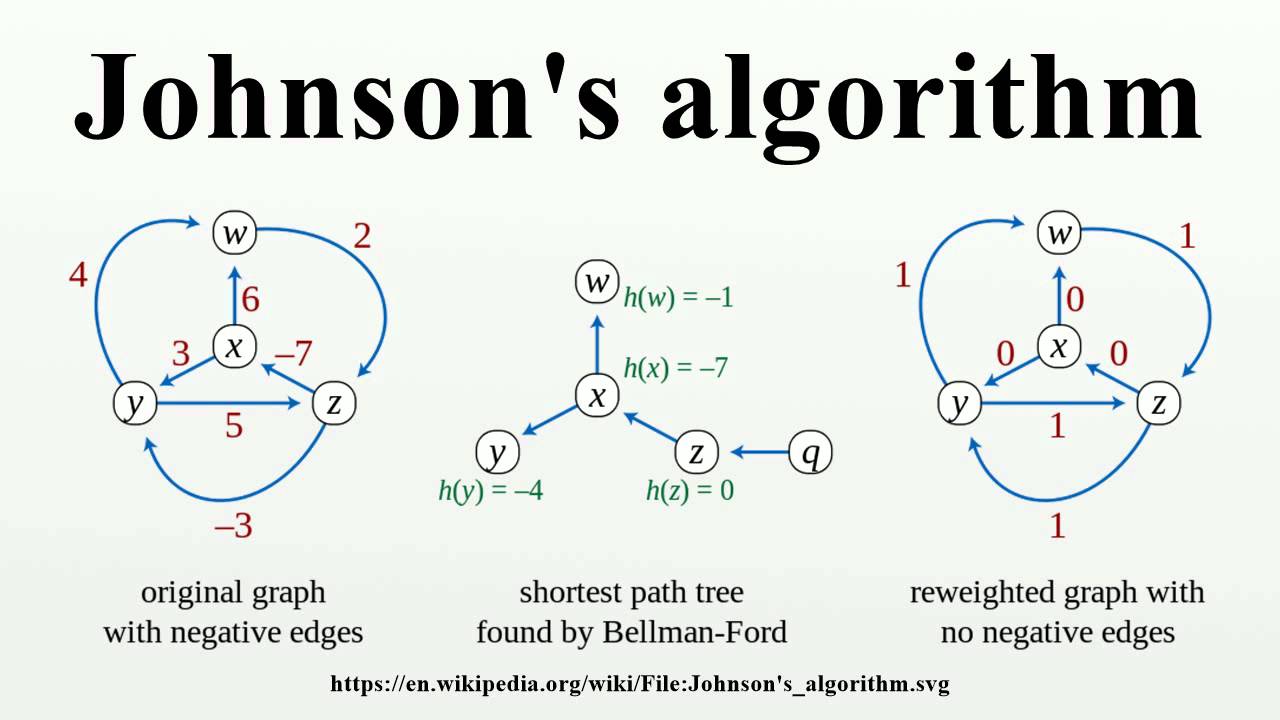 Johnson's algorithm
w
4
2
6
x
3
–7
y
z
5
–3
original graph
with negative edges
w
h(w) = –1
h(x) = –7
x
y
z
q
h(y) = –4
h(z) = 0
shortest path tree
found by Bellman-Ford
w
1
1
0
x
0
0
y
z
1
1
reweighted graph with
no negative edges
https://en.wikipedia.org/wiki/File:Johnson's_algorithm.svg